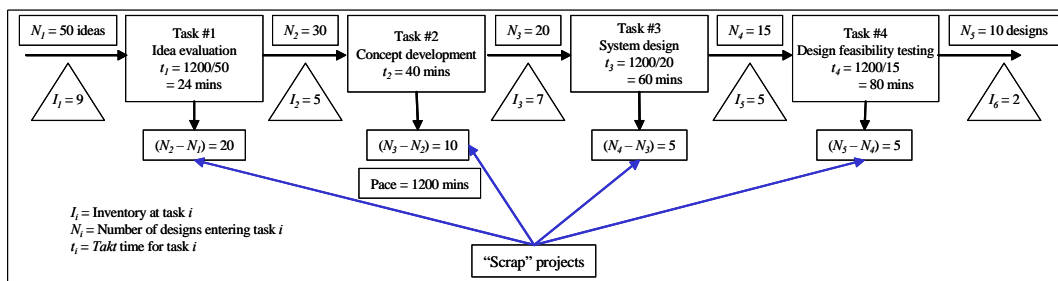 N1 = 50 ideas
Task #1
Idea evaluation
t1 = 1200/50
= 24 mins
N2 = 30
Task #2
Concept development
t2 = 40 mins
N3 = 20
Task #3
System design
t3 = 1200/20
= 60 mins
N4 = 15
Task #4
Design feasibility testing
t4 = 1200/15
= 80 mins
N5 = 10 designs
I1 = 9
I2 = 5
I3 = 7
I5 = 5
I6 = 2
(N2 – N1) = 20
(N3 – N2) = 10
(N4 – N3) = 5
(N5 – N4) = 5
Pace = 1200 mins
Ii = Inventory at task i
Ni = Number of designs entering task i
ti = Takt time for task i
“Scrap” projects